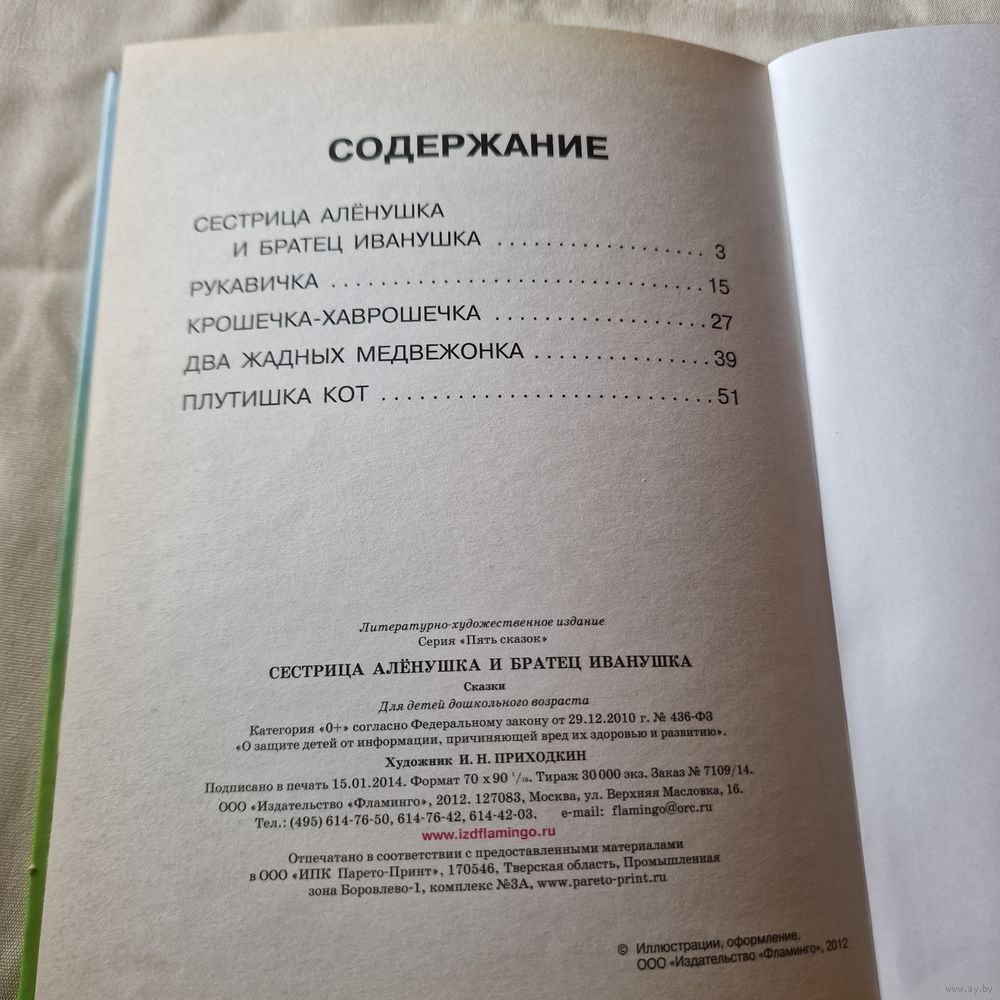 СОДЕРЖАНИЕ
СЕСТРИЦА АЛЁНУШКА
И БРАТЕЦ ИВАНУШКА . . . . . . . . . . . . . . . . . . 3
РУКАВИЧКА . . . . . . . . . . . . . . . . . . . . . . . . . . . . . . . . 15
КРОШЕЧКА-ХАВРОШЕЧКА . . . . . . . . . . . . . . . . . . 27
ДВА ЖАДНЫХ МЕДВЕЖОНКА . . . . . . . . . . . . . . . 39
ПЛУТИШКА КОТ . . . . . . . . . . . . . . . . . . . . . . . . . . . . 51
Литературно-художественное издание
Серия «Пять сказок»
СЕСТРИЦА АЛЁНУШКА И БРАТЕЦ ИВАНУШКА
Сказки
Для детей дошкольного возраста
Категория «0+» согласно Федеральному закону от 29.12.2010 г. № 436-ФЗ
«О защите детей от информации, причиняющей вред их здоровью и развитию».
Художник И. Н. ПРИХОДКИН
Подписано в печать 15.01.2014. Формат 70 х 90 1/16. Тираж 30 000 экз. Заказ № 7109/14.
ООО «Издательство «Фламинго», 2012. 127083, Москва, ул. Верхняя Масловка, 16.
Тел.: (495) 614-76-50, 614-76-42, 614-42-03. e-mail: flamingo@orc.ru
www.izdflamingo.ru
Отпечатано в соответствии с предоставленными материалами
в ООО «ИПК Парето-Принт», 170546, Тверская область, Промышленная
зона Боровлево-1, комплекс №3А, www.pareto-print.ru
© Иллюстрации, оформление.
ООО «Издательство «Фламинго», 2012
www.ay.by